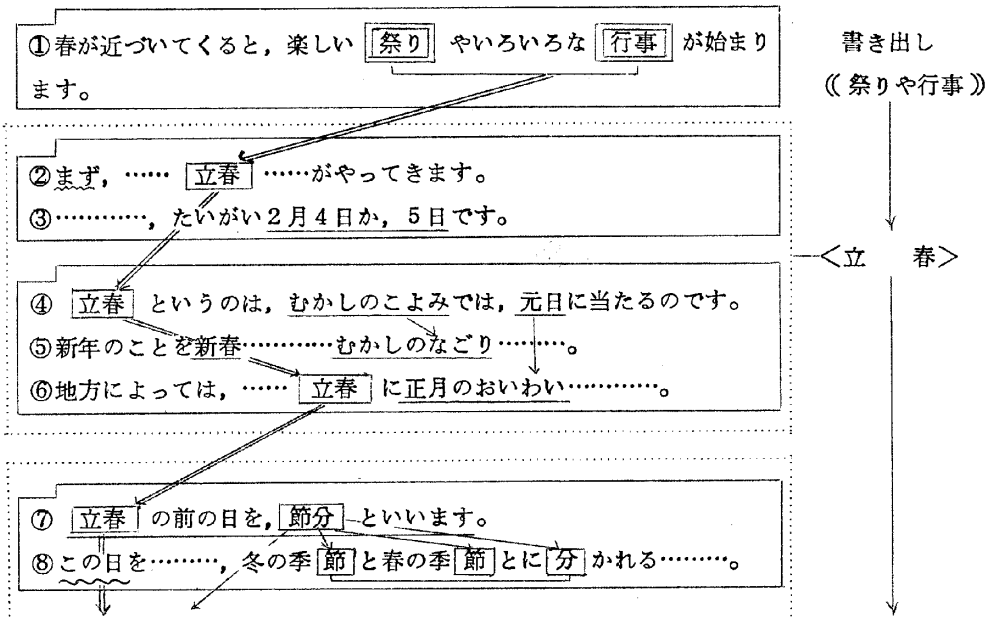 ①春が近づいてくると，楽しい 祭り やいろいろな 行事 が始まり
ます。
書き出し
《祭りや行事》
②まず，…… 立春 ……がやってきます。
③…………，たいがい2月4日か，5日です。
<立　春>
④ 立春 というのは，むかしのこよみでは，元日に当たるのです。
⑤新年のことを新春…………むかしのなごり………。
⑥地方によっては，…… 立春 に正月のおいわい…………。
⑦ 立春 の前の日を，節分 といいます。
⑧この日を………，冬の季 節 と春の季 節 とに 分 かれる………。